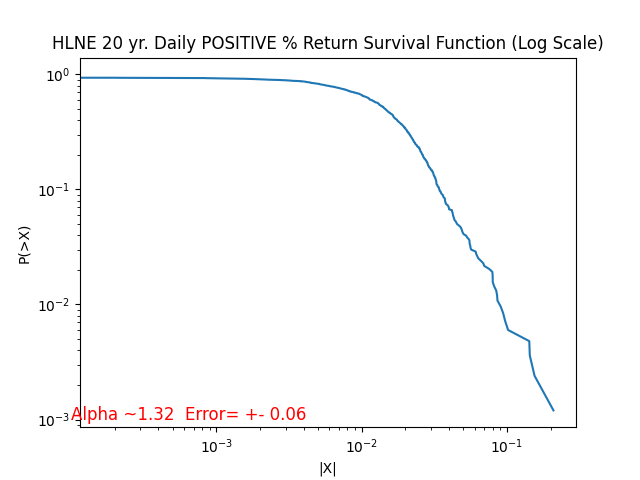 HLNE 20 yr. Daily POSITIVE % Return Survival Function (Log Scale)
10⁰
10⁻¹
P(>X)
10⁻²
10⁻³
Alpha ~1.32  Error= +- 0.06
10⁻³ 10⁻² 10⁻¹
|X|